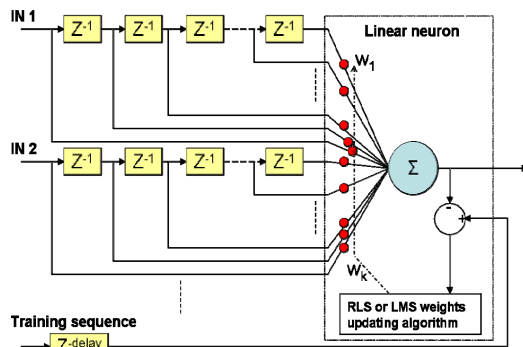 IN 1
Z-1 Z-1 Z-1 Z-1
Linear neuron
W1
IN 2
Z-1 Z-1 Z-1 Z-1
Σ
-
+
Wk
RLS or LMS weights
updating algorithm
Training sequence
Z-delay